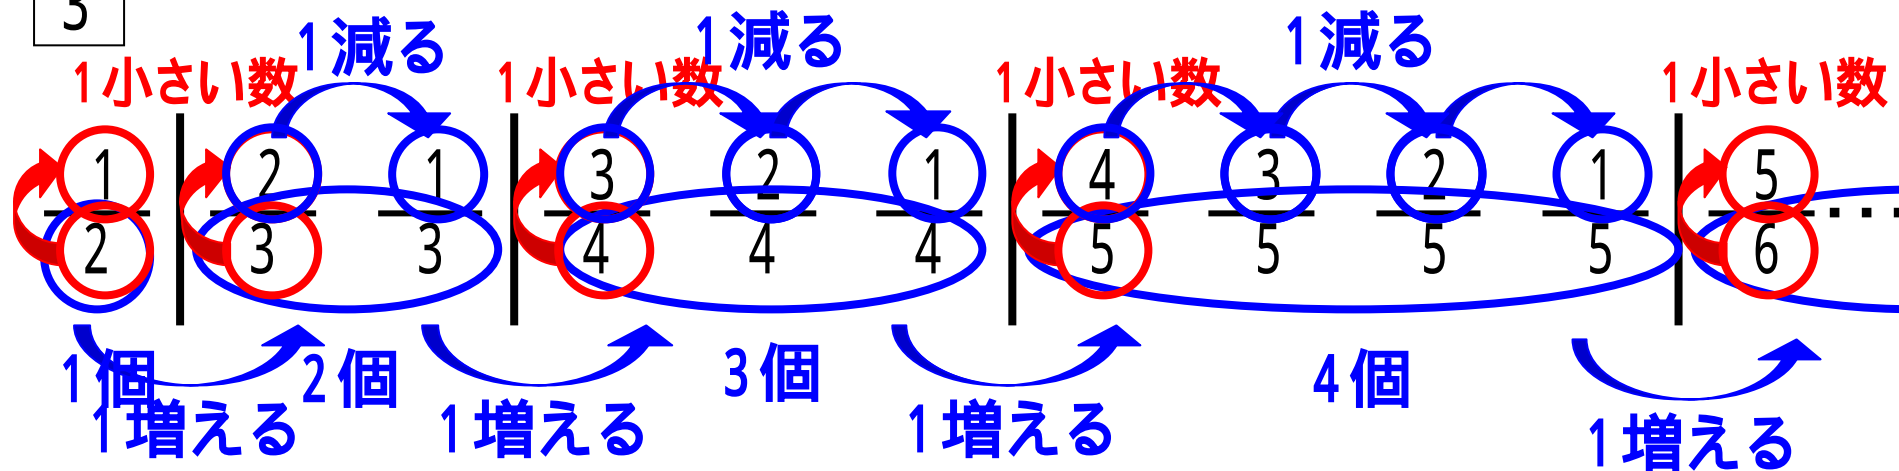 3
1減る 1減る 1減る
1小さい数 1小さい数 1小さい数 1小さい数
1 2 1 3 2 1 4 3 2 1 5
2 3 3 4 4 4 5 5 5 5 6 ････
1個 2個 3個 4個
1増える 1増える 1増える 1増える